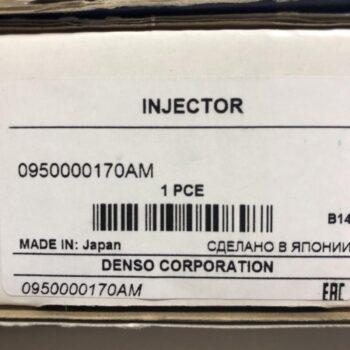 INJECTOR
0950000170AM
1 PCE
B14
MADE IN: Japan СДЕЛАНО В ЯПОНИИ
DENSO CORPORATION
0950000170AM EAC